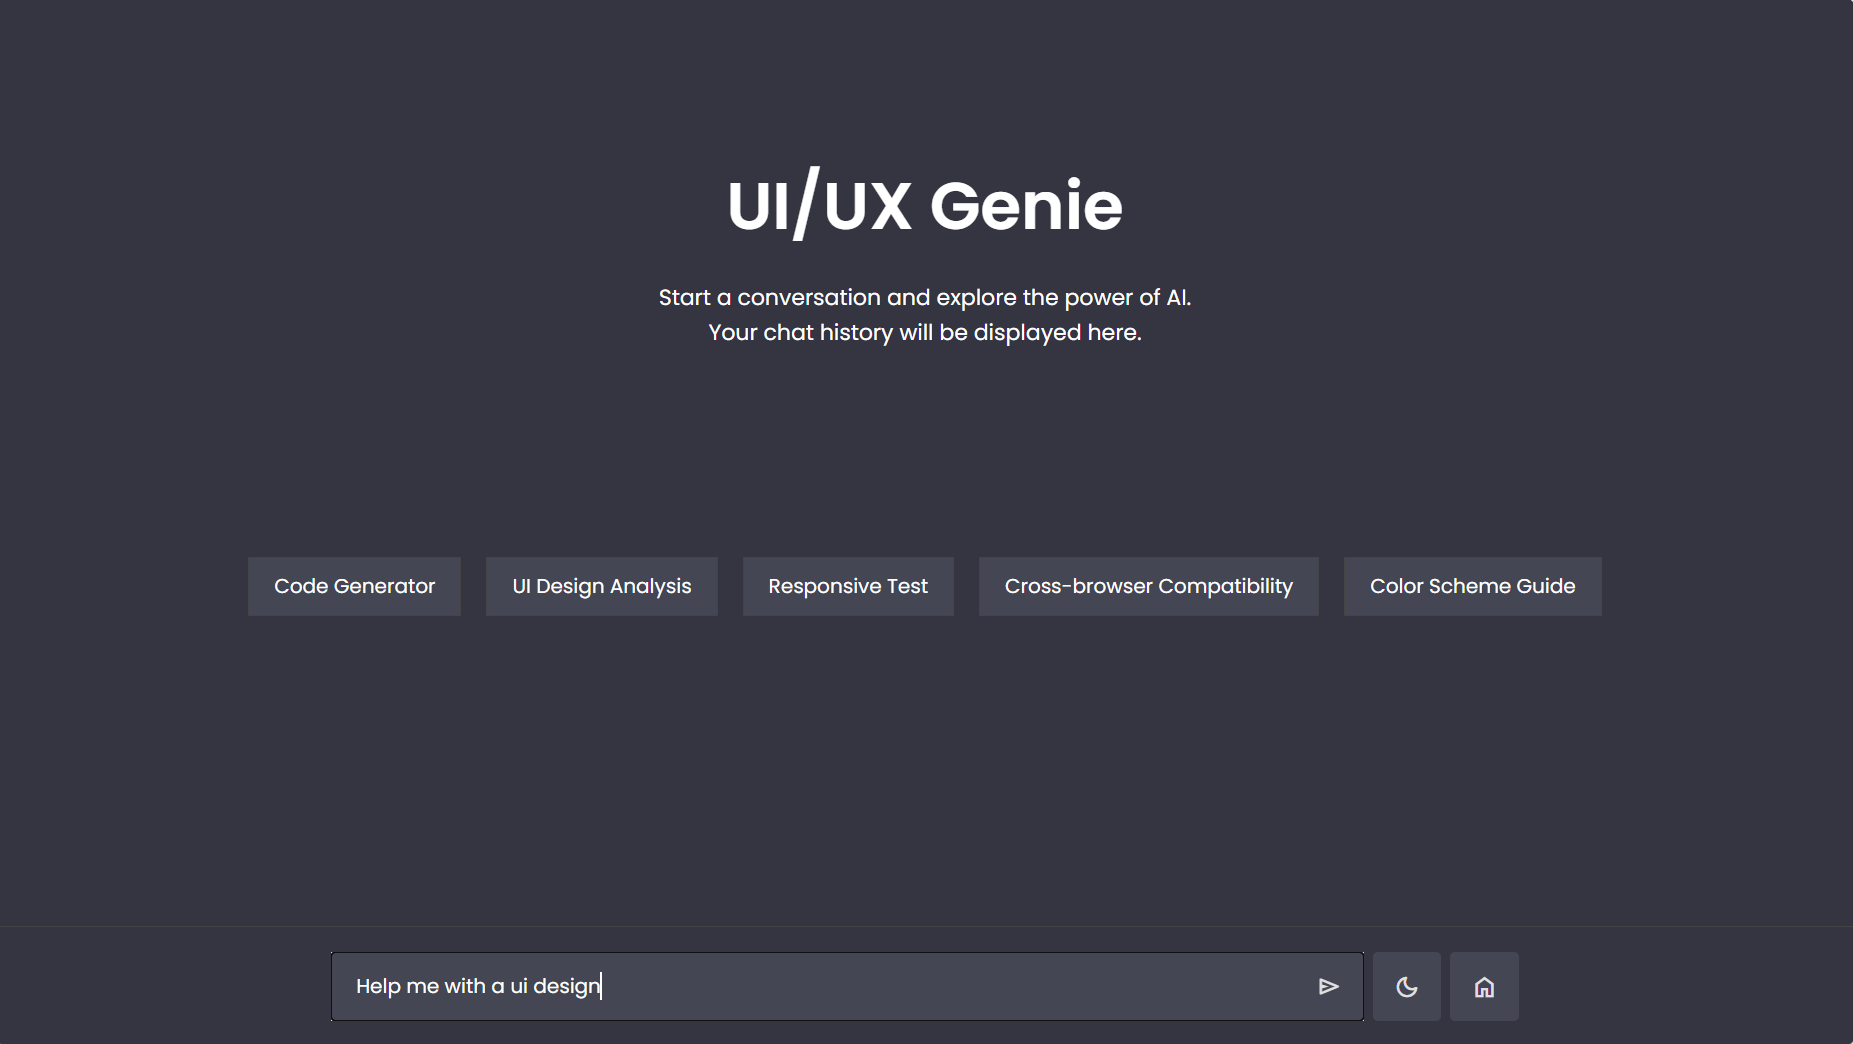 UI/UX Genie
Start a conversation and explore the power of AI.
Your chat history will be displayed here.
Code Generator
UI Design Analysis
Responsive Test
Cross-browser Compatibility
Color Scheme Guide
Help me with a ui design